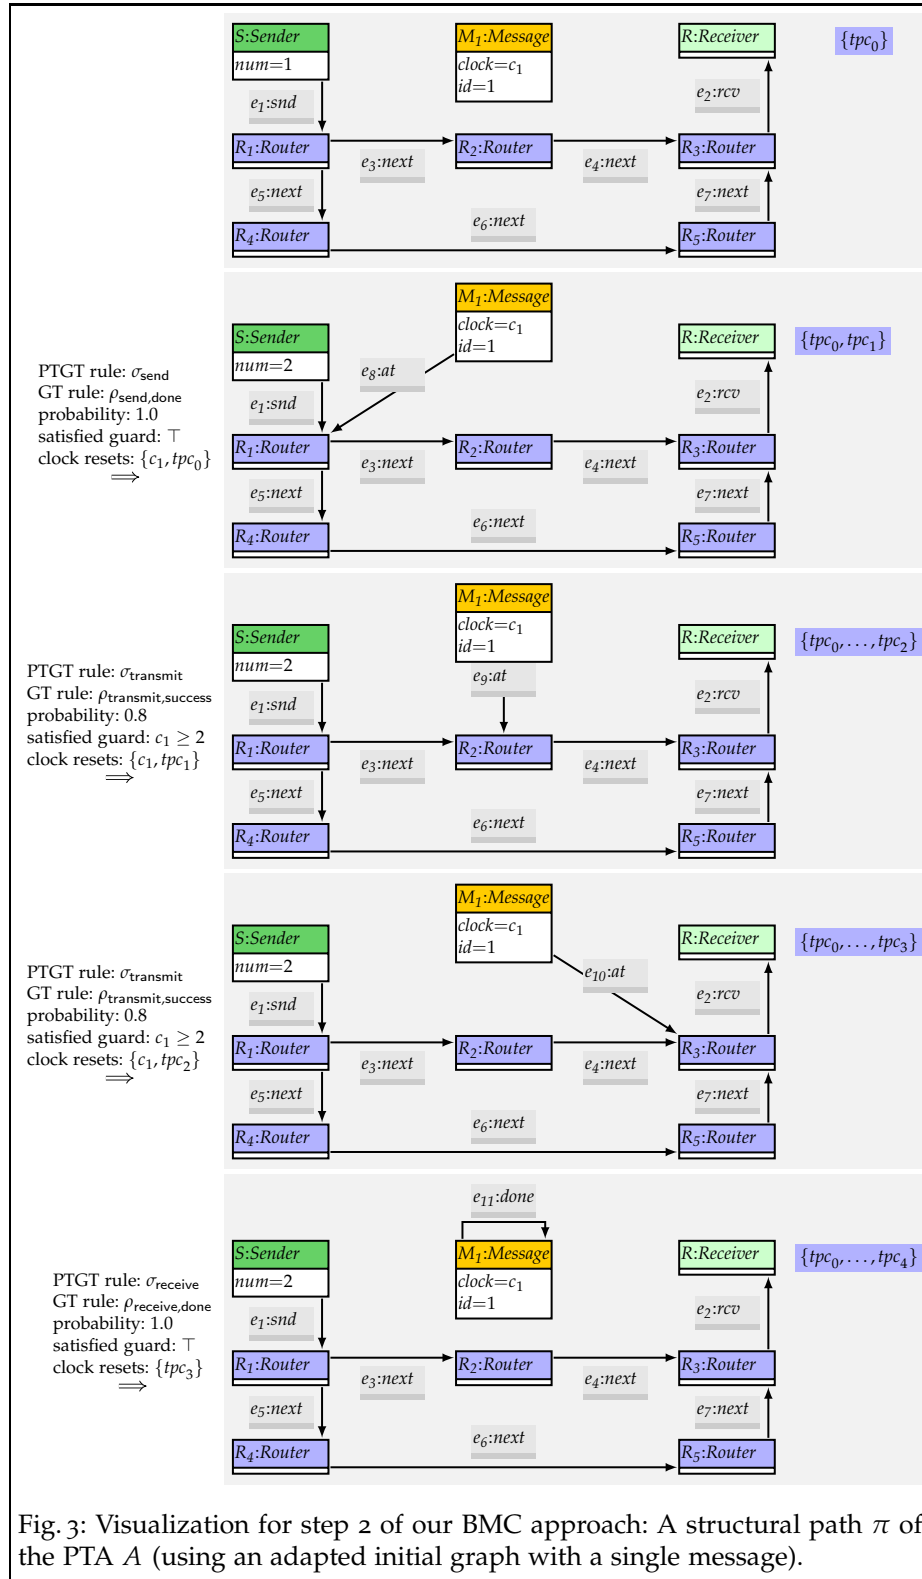 S:Sender
num=1
M1:Message
clock=c1
id=1
R:Receiver
{tpc0}
e1:snd
e2:rcv
R1:Router
R2:Router
R3:Router
e3:next
e4:next
e5:next
e7:next
e6:next
R4:Router
R5:Router
PTGT rule: σsend
GT rule: ρsend,done
probability: 1.0
satisfied guard: ⊤
clock resets: {c1, tpc0}
⟹
M1:Message
clock=c1
id=1
S:Sender
num=2
R:Receiver
{tpc0, tpc1}
e8:at
e1:snd
e2:rcv
R1:Router
R2:Router
R3:Router
e3:next
e4:next
e5:next
e7:next
e6:next
R4:Router
R5:Router
PTGT rule: σtransmit
GT rule: ρtransmit,success
probability: 0.8
satisfied guard: c1 ≥ 2
clock resets: {c1, tpc1}
⟹
M1:Message
clock=c1
id=1
S:Sender
num=2
R:Receiver
{tpc0, . . . , tpc2}
e9:at
e1:snd
e2:rcv
R1:Router
R2:Router
R3:Router
e3:next
e4:next
e5:next
e7:next
e6:next
R4:Router
R5:Router
PTGT rule: σtransmit
GT rule: ρtransmit,success
probability: 0.8
satisfied guard: c1 ≥ 2
clock resets: {c1, tpc2}
⟹
M1:Message
clock=c1
id=1
S:Sender
num=2
R:Receiver
{tpc0, . . . , tpc3}
e10:at
e1:snd
e2:rcv
R1:Router
R2:Router
R3:Router
e3:next
e4:next
e5:next
e7:next
e6:next
R4:Router
R5:Router
PTGT rule: σreceive
GT rule: ρreceive,done
probability: 1.0
satisfied guard: ⊤
clock resets: {tpc3}
⟹
e11:done
S:Sender
num=2
M1:Message
clock=c1
id=1
R:Receiver
{tpc0, . . . , tpc4}
e1:snd
e2:rcv
R1:Router
R2:Router
R3:Router
e3:next
e4:next
e5:next
e7:next
e6:next
R4:Router
R5:Router
Fig. 3: Visualization for step 2 of our BMC approach: A structural path π of
the PTA A (using an adapted initial graph with a single message).